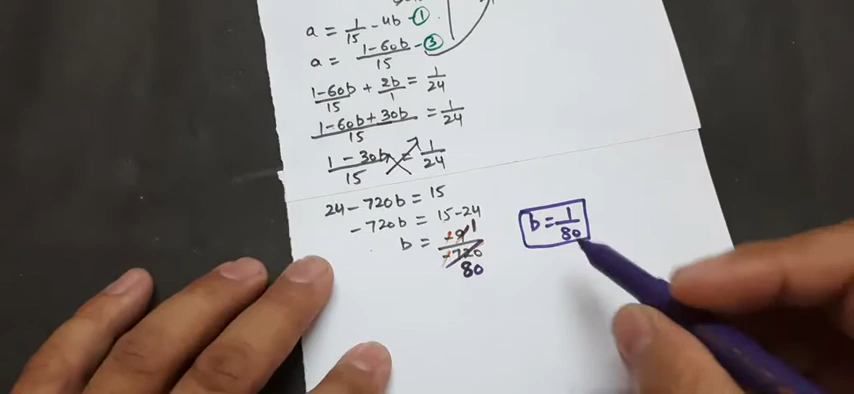 a = 1/15 - 4b - ①
a = (1-60b)/15 - ③
(1-60b)/15 + 2b/1 = 1/24
(1-60b+30b)/15 = 1/24
(1-30b)/15 = 1/24
24-720b = 15
-720b = 15-24
b = -9/-720 1 80
b = 1/80